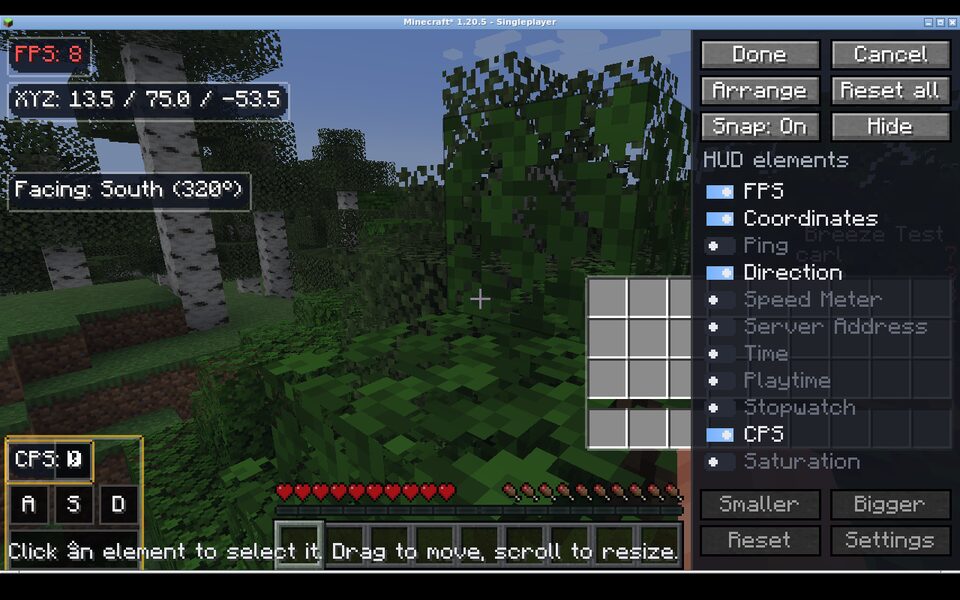 Minecraft* 1.20.5 - Singleplayer
FPS: 8
XYZ: 13.5 / 75.0 / -53.5
Facing: South (320°)
CPS: 0
A S D
Click an element to select it. Drag to move, scroll to resize.
Done Cancel
Arrange Reset all
Snap: On Hide
HUD elements
FPS
Coordinates
Breeze Test
Ping
carl
Direction
Speed Meter
Server Address
Time
Playtime
Stopwatch
CPS
Saturation
Smaller Bigger
Reset Settings